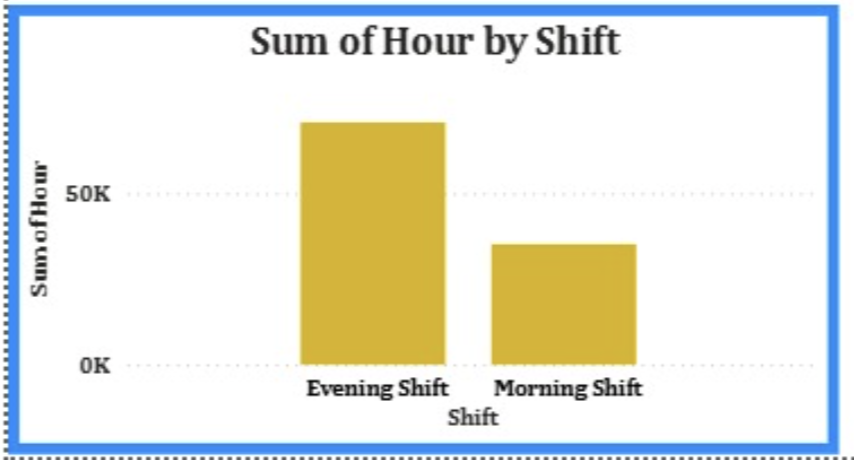 Sum of Hour by Shift
Sum of Hour
50K
0K
Evening Shift Morning Shift
Shift